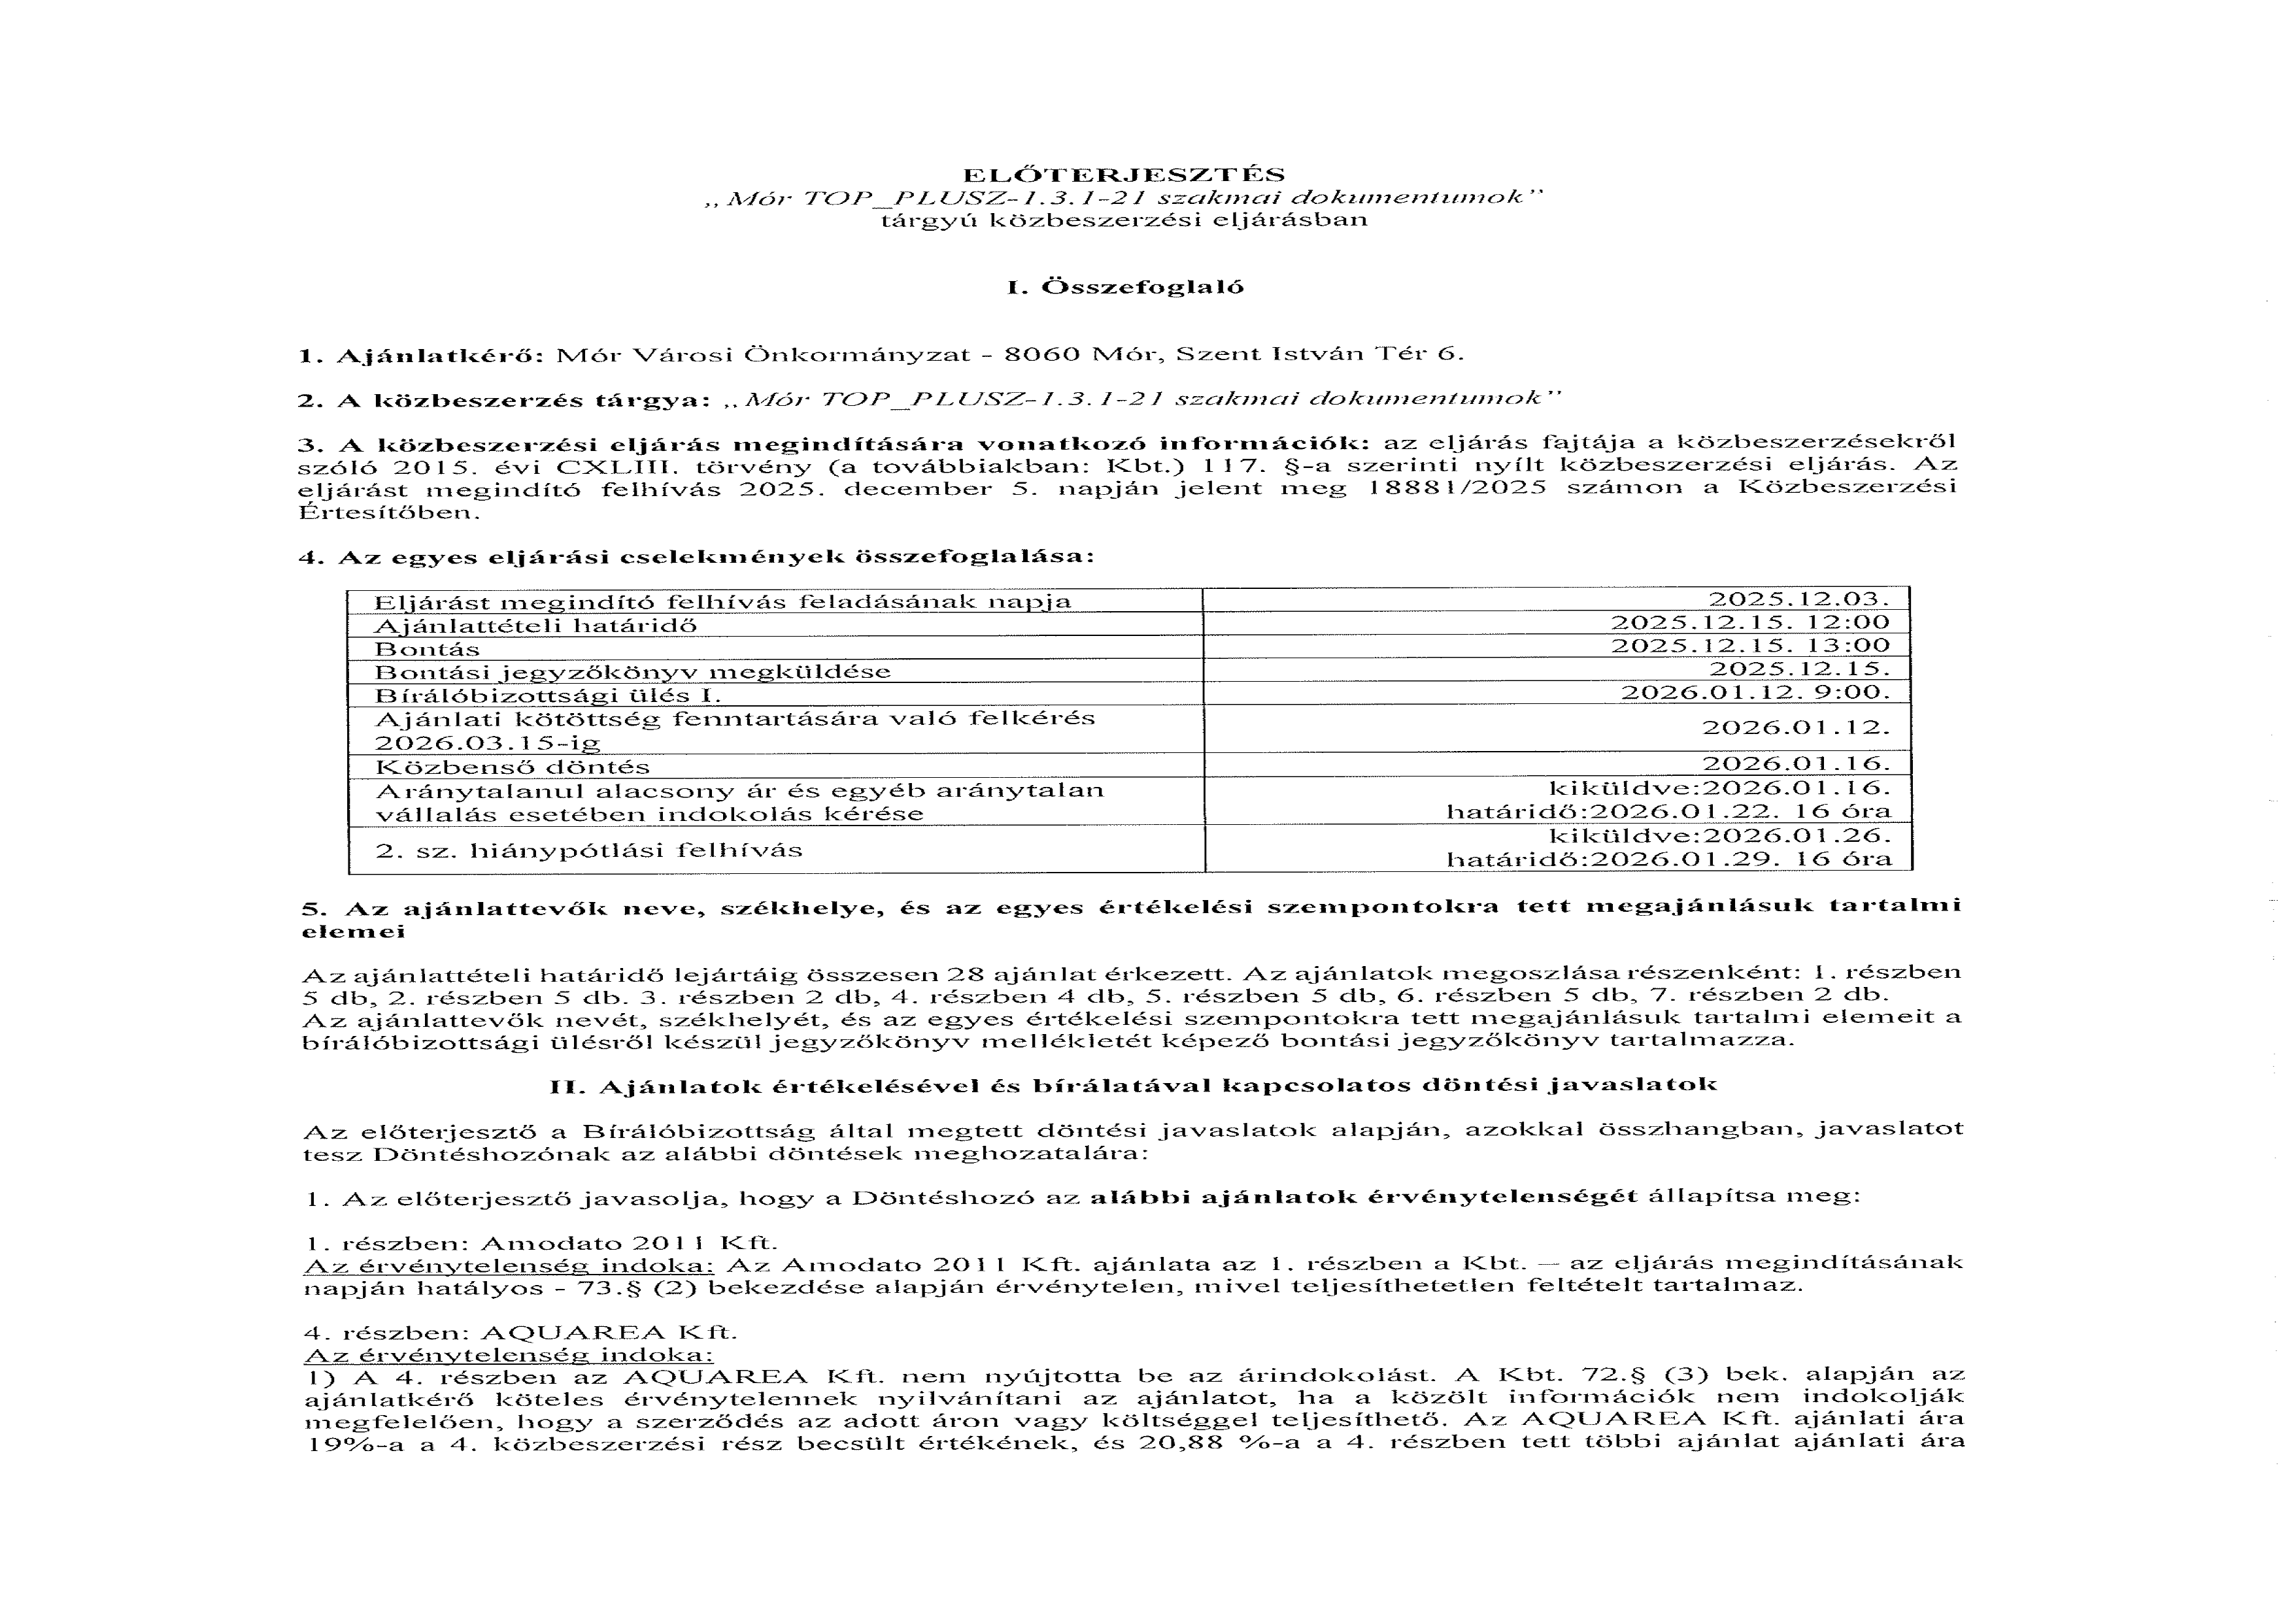 ELŐTERJESZTÉS
„Mór TOP_PLUSZ-1.3.1-21 szakmai dokumentumok”
tárgyú közbeszerzési eljárásban
I. Összefoglaló
1. Ajánlatkérő: Mór Városi Önkormányzat - 8060 Mór, Szent István Tér 6.
2. A közbeszerzés tárgya: „Mór TOP_PLUSZ-1.3.1-21 szakmai dokumentumok”
3. A közbeszerzési eljárás megindítására vonatkozó információk: az eljárás fajtája a közbeszerzésekről
szóló 2015. évi CXLIII. törvény (a továbbiakban: Kbt.) 117. §-a szerinti nyílt közbeszerzési eljárás. Az
eljárást megindító felhívás 2025. december 5. napján jelent meg 18881/2025 számon a Közbeszerzési
Értesítőben.
4. Az egyes eljárási cselekmények összefoglalása:
Eljárást megindító felhívás feladásának napja 2025.12.03.
Ajánlattételi határidő 2025.12.15. 12:00
Bontás 2025.12.15. 13:00
Bontási jegyzőkönyv megküldése 2025.12.15.
Bírálóbizottsági ülés I. 2026.01.12. 9:00.
Ajánlati kötöttség fenntartására való felkérés
2026.03.15-ig 2026.01.12.
Közbenső döntés 2026.01.16.
Aránytalanul alacsony ár és egyéb aránytalan kiküldve:2026.01.16.
vállalás esetében indokolás kérése határidő:2026.01.22. 16 óra
2. sz. hiánypótlási felhívás kiküldve:2026.01.26.
határidő:2026.01.29. 16 óra
5. Az ajánlattevők neve, székhelye, és az egyes értékelési szempontokra tett megajánlásuk tartalmi
elemei
Az ajánlattételi határidő lejártáig összesen 28 ajánlat érkezett. Az ajánlatok megoszlása részenként: 1. részben
5 db, 2. részben 5 db. 3. részben 2 db, 4. részben 4 db, 5. részben 5 db, 6. részben 5 db, 7. részben 2 db.
Az ajánlattevők nevét, székhelyét, és az egyes értékelési szempontokra tett megajánlásuk tartalmi elemeit a
bírálóbizottsági ülésről készül jegyzőkönyv mellékletét képező bontási jegyzőkönyv tartalmazza.
II. Ajánlatok értékelésével és bírálatával kapcsolatos döntési javaslatok
Az előterjesztő a Bírálóbizottság által megtett döntési javaslatok alapján, azokkal összhangban, javaslatot
tesz Döntéshozónak az alábbi döntések meghozatalára:
1. Az előterjesztő javasolja, hogy a Döntéshozó az alábbi ajánlatok érvénytelenségét állapítsa meg:
1. részben: Amodato 2011 Kft.
Az érvénytelenség indoka: Az Amodato 2011 Kft. ajánlata az 1. részben a Kbt. – az eljárás megindításának
napján hatályos - 73.§ (2) bekezdése alapján érvénytelen, mivel teljesíthetetlen feltételt tartalmaz.
4. részben: AQUAREA Kft.
Az érvénytelenség indoka:
1) A 4. részben az AQUAREA Kft. nem nyújtotta be az árindokolást. A Kbt. 72.§ (3) bek. alapján az
ajánlatkérő köteles érvénytelennek nyilvánítani az ajánlatot, ha a közölt információk nem indokolják
megfelelően, hogy a szerződés az adott áron vagy költséggel teljesíthető. Az AQUAREA Kft. ajánlati ára
19%-a a 4. közbeszerzési rész becsült értékének, és 20,88 %-a a 4. részben tett többi ajánlat ajánlati ára